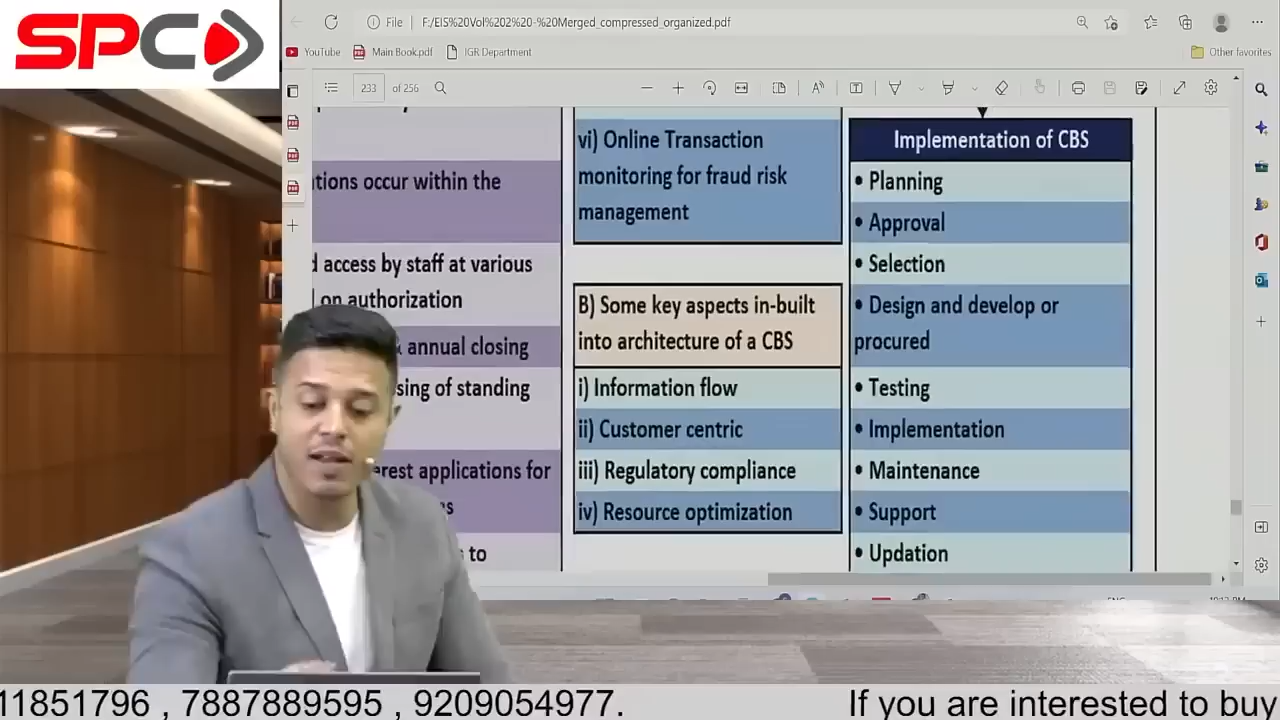 SPC
File F:/EIS%20Vol%202%20-%20Merged_compressed_organized.pdf
YouTube Main Book.pdf IGR Department Other favorites
233 of 256
tions occur within the
access by staff at various
on authorization
annual closing
sing of standing
erest applications for
to
vi) Online Transaction
monitoring for fraud risk
management
B) Some key aspects in-built
into architecture of a CBS
i) Information flow
ii) Customer centric
iii) Regulatory compliance
iv) Resource optimization
Implementation of CBS
• Planning
• Approval
• Selection
• Design and develop or
procured
• Testing
• Implementation
• Maintenance
• Support
• Updation
11851796 , 7887889595 , 9209054977. If you are interested to buy